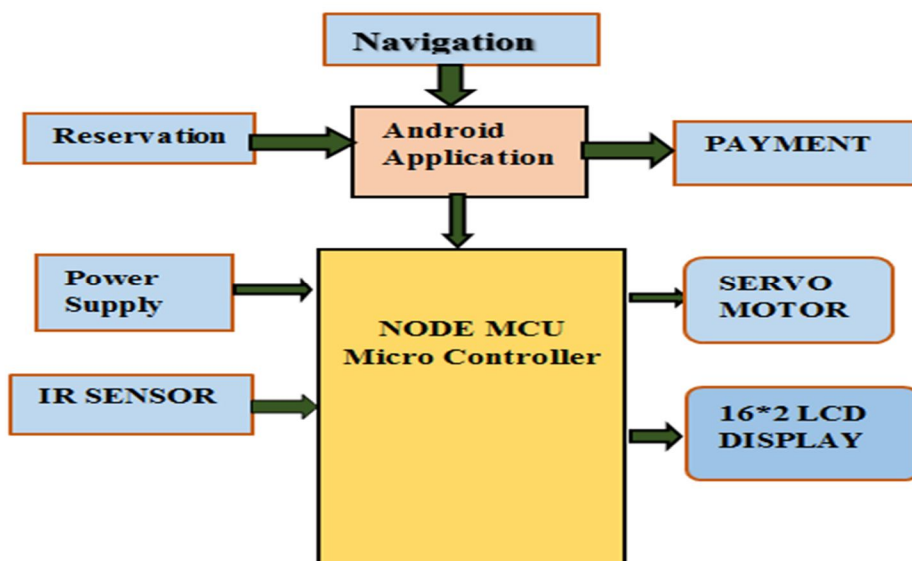 Navigation
Reservation
Android
Application
PAYMENT
Power
Supply
NODE MCU
Micro Controller
SERVO
MOTOR
IR SENSOR
16*2 LCD
DISPLAY